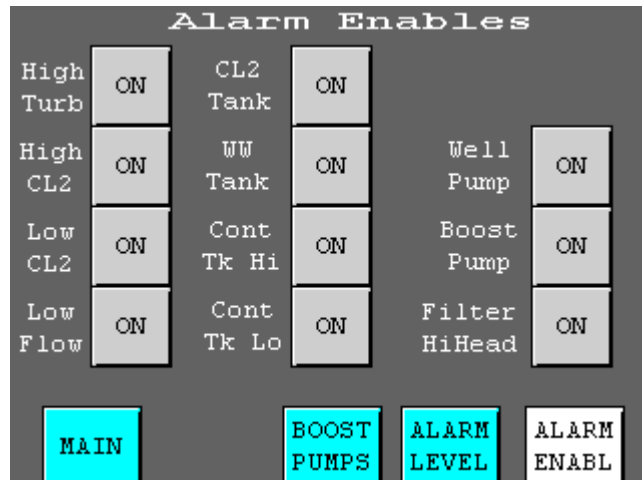 Alarm Enables
High
Turb
ON
CL2
Tank
ON
High
CL2
ON
WW
Tank
ON
Well
Pump
ON
Low
CL2
ON
Cont
Tk Hi
ON
Boost
Pump
ON
Low
Flow
ON
Cont
Tk Lo
ON
Filter
HiHead
ON
MAIN
BOOST
PUMPS
ALARM
LEVEL
ALARM
ENABL